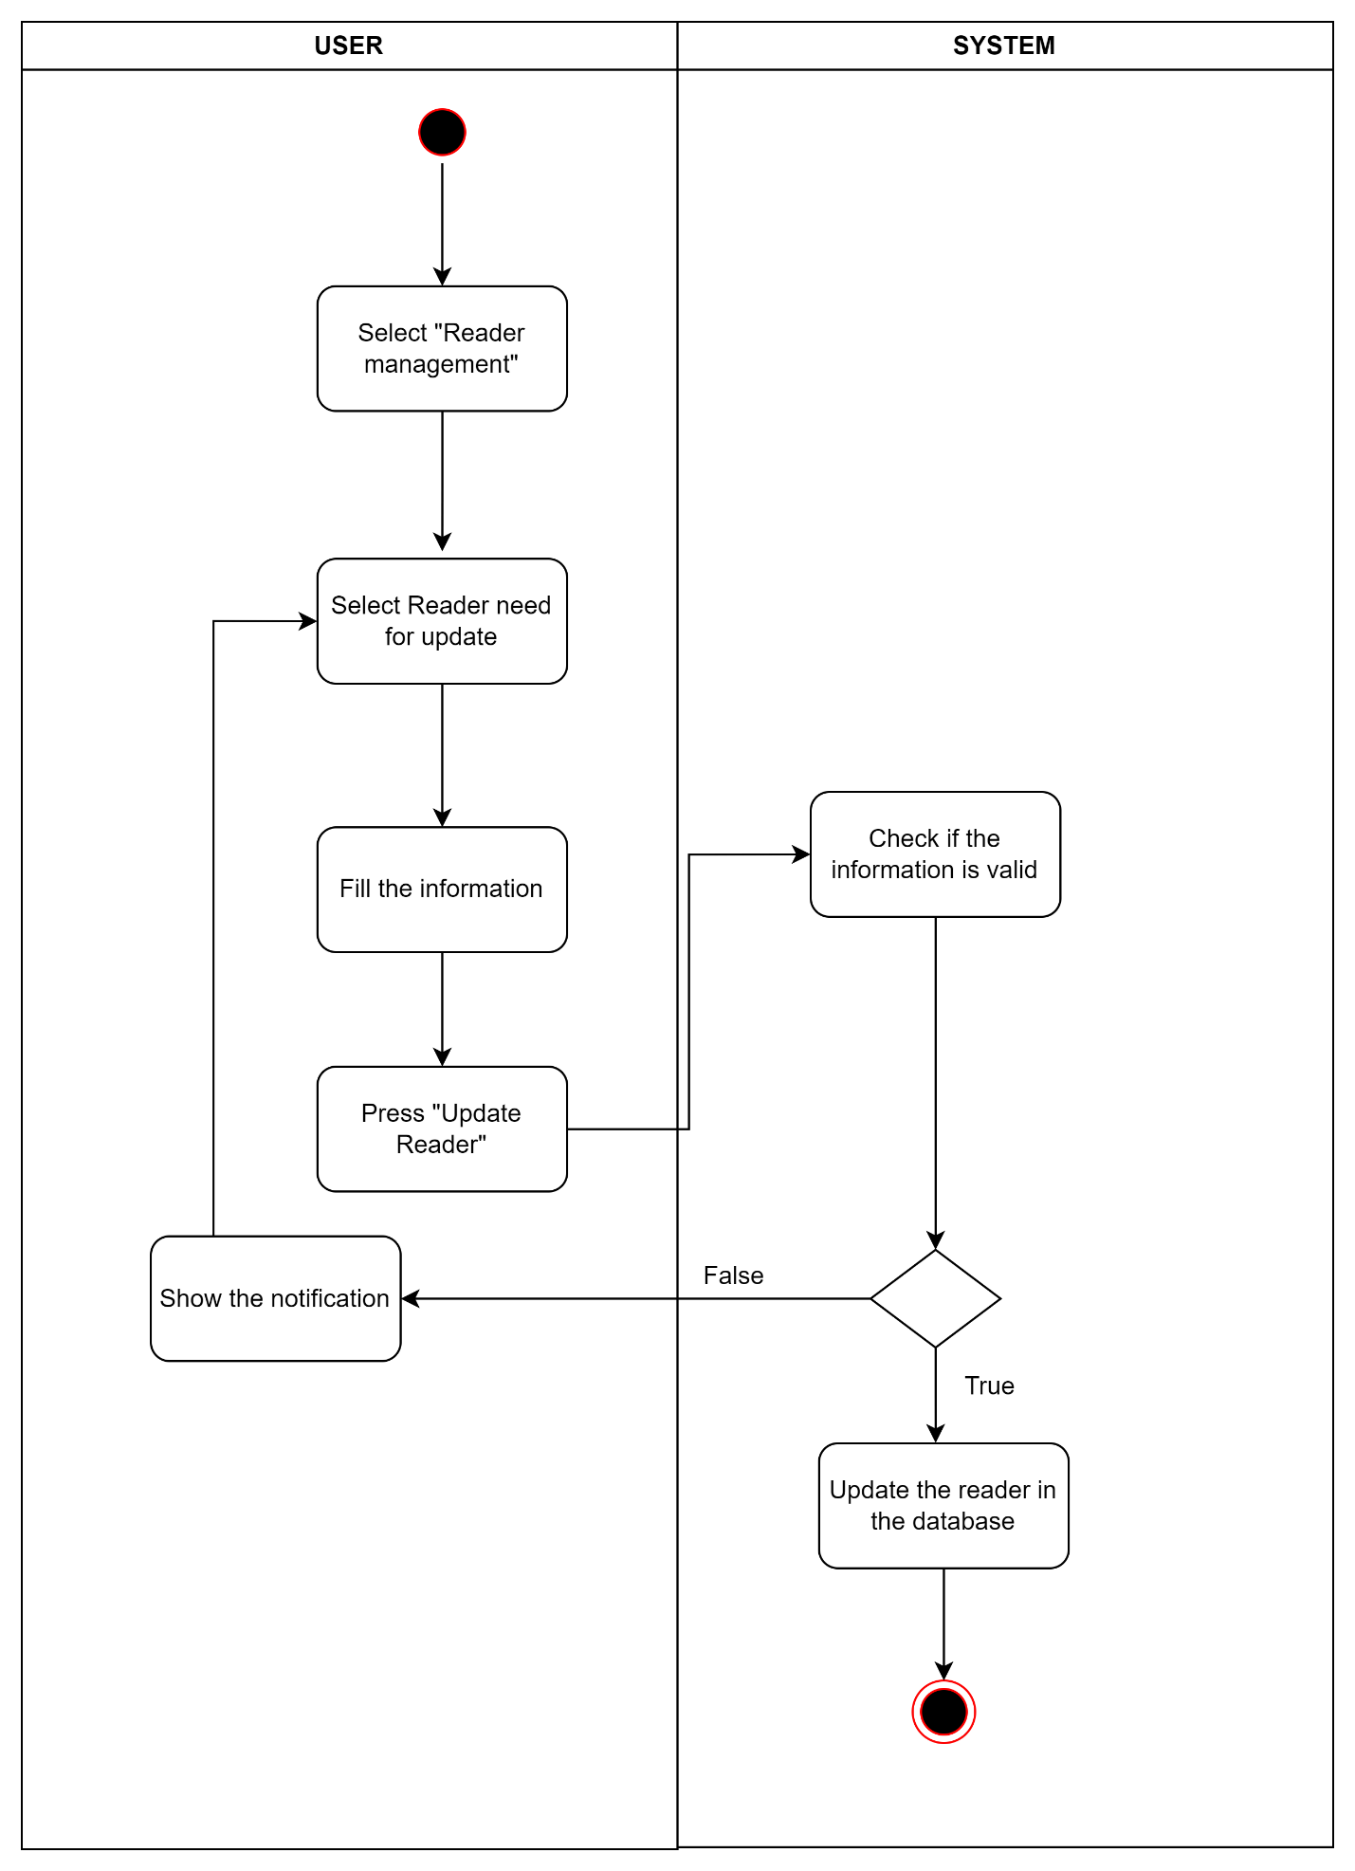 USER
SYSTEM
Select "Reader
management"
Select Reader need
for update
Fill the information
Press "Update
Reader"
Check if the
information is valid
False
Show the notification
True
Update the reader in
the database